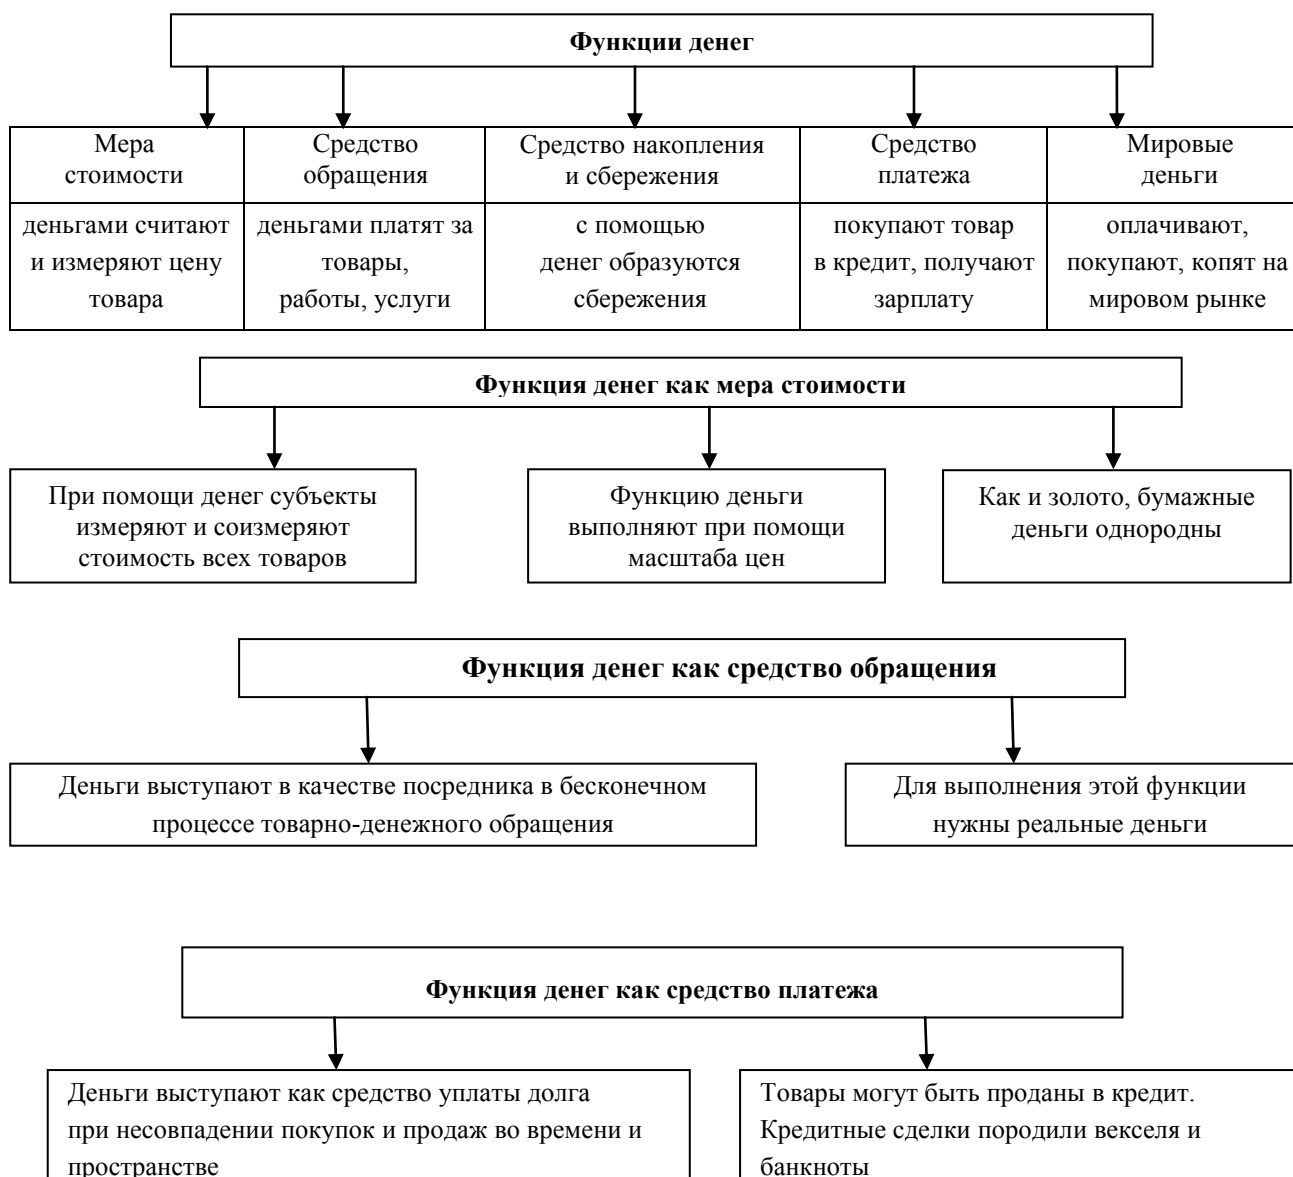 Функции денег
Мера
стоимости
Средство
обращения
Средство накопления
и сбережения
Средство
платежа
Мировые
деньги
деньгами считают
и измеряют цену
товара
деньгами платят за
товары,
работы, услуги
с помощью
денег образуются
сбережения
покупают товар
в кредит, получают
зарплату
оплачивают,
покупают, копят на
мировом рынке
Функция денег как мера стоимости
При помощи денег субъекты
измеряют и соизмеряют
стоимость всех товаров
Функцию деньги
выполняют при помощи
масштаба цен
Как и золото, бумажные
деньги однородны
Функция денег как средство обращения
Деньги выступают в качестве посредника в бесконечном
процессе товарно-денежного обращения
Для выполнения этой функции
нужны реальные деньги
Функция денег как средство платежа
Деньги выступают как средство уплаты долга
при несовпадении покупок и продаж во времени и
пространстве
Товары могут быть проданы в кредит.
Кредитные сделки породили векселя и
банкноты